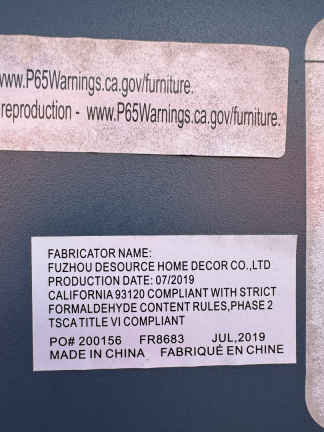 www.P65Warnings.ca.gov/furniture.
reproduction - www.P65Warnings.ca.gov/furniture.
FABRICATOR NAME:
FUZHOU DESOURCE HOME DECOR CO.,LTD
PRODUCTION DATE: 07/2019
CALIFORNIA 93120 COMPLIANT WITH STRICT
FORMALDEHYDE CONTENT RULES,PHASE 2
TSCA TITLE VI COMPLIANT
PO# 200156 FR8683 JUL,2019
MADE IN CHINA FABRIQUÉ EN CHINE